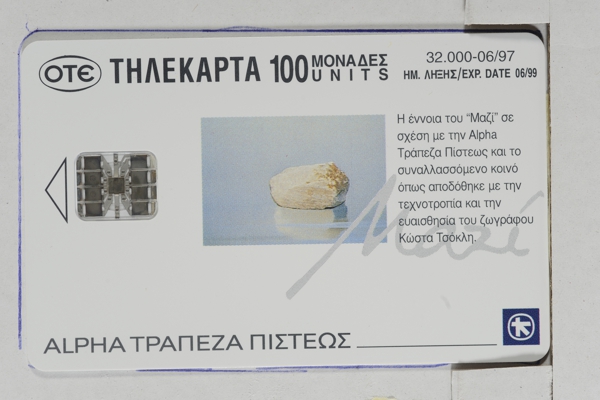 OTE ΤΗΛΕΚΑΡΤΑ 100 ΜΟΝΑΔΕΣ UNITS
32.000-06/97
ΗΜ. ΛΗΞΗΣ/EXP. DATE 06/99
Η έννοια του “Μαζί” σε
σχέση με την Alpha
Τράπεζα Πίστεως και το
συναλλασσόμενο κοινό
όπως αποδόθηκε με την
τεχνοτροπία και την
ευαισθησία του ζωγράφου
Κώστα Τσόκλη.
Μαζί
ALPHA ΤΡΑΠΕΖΑ ΠΙΣΤΕΩΣ